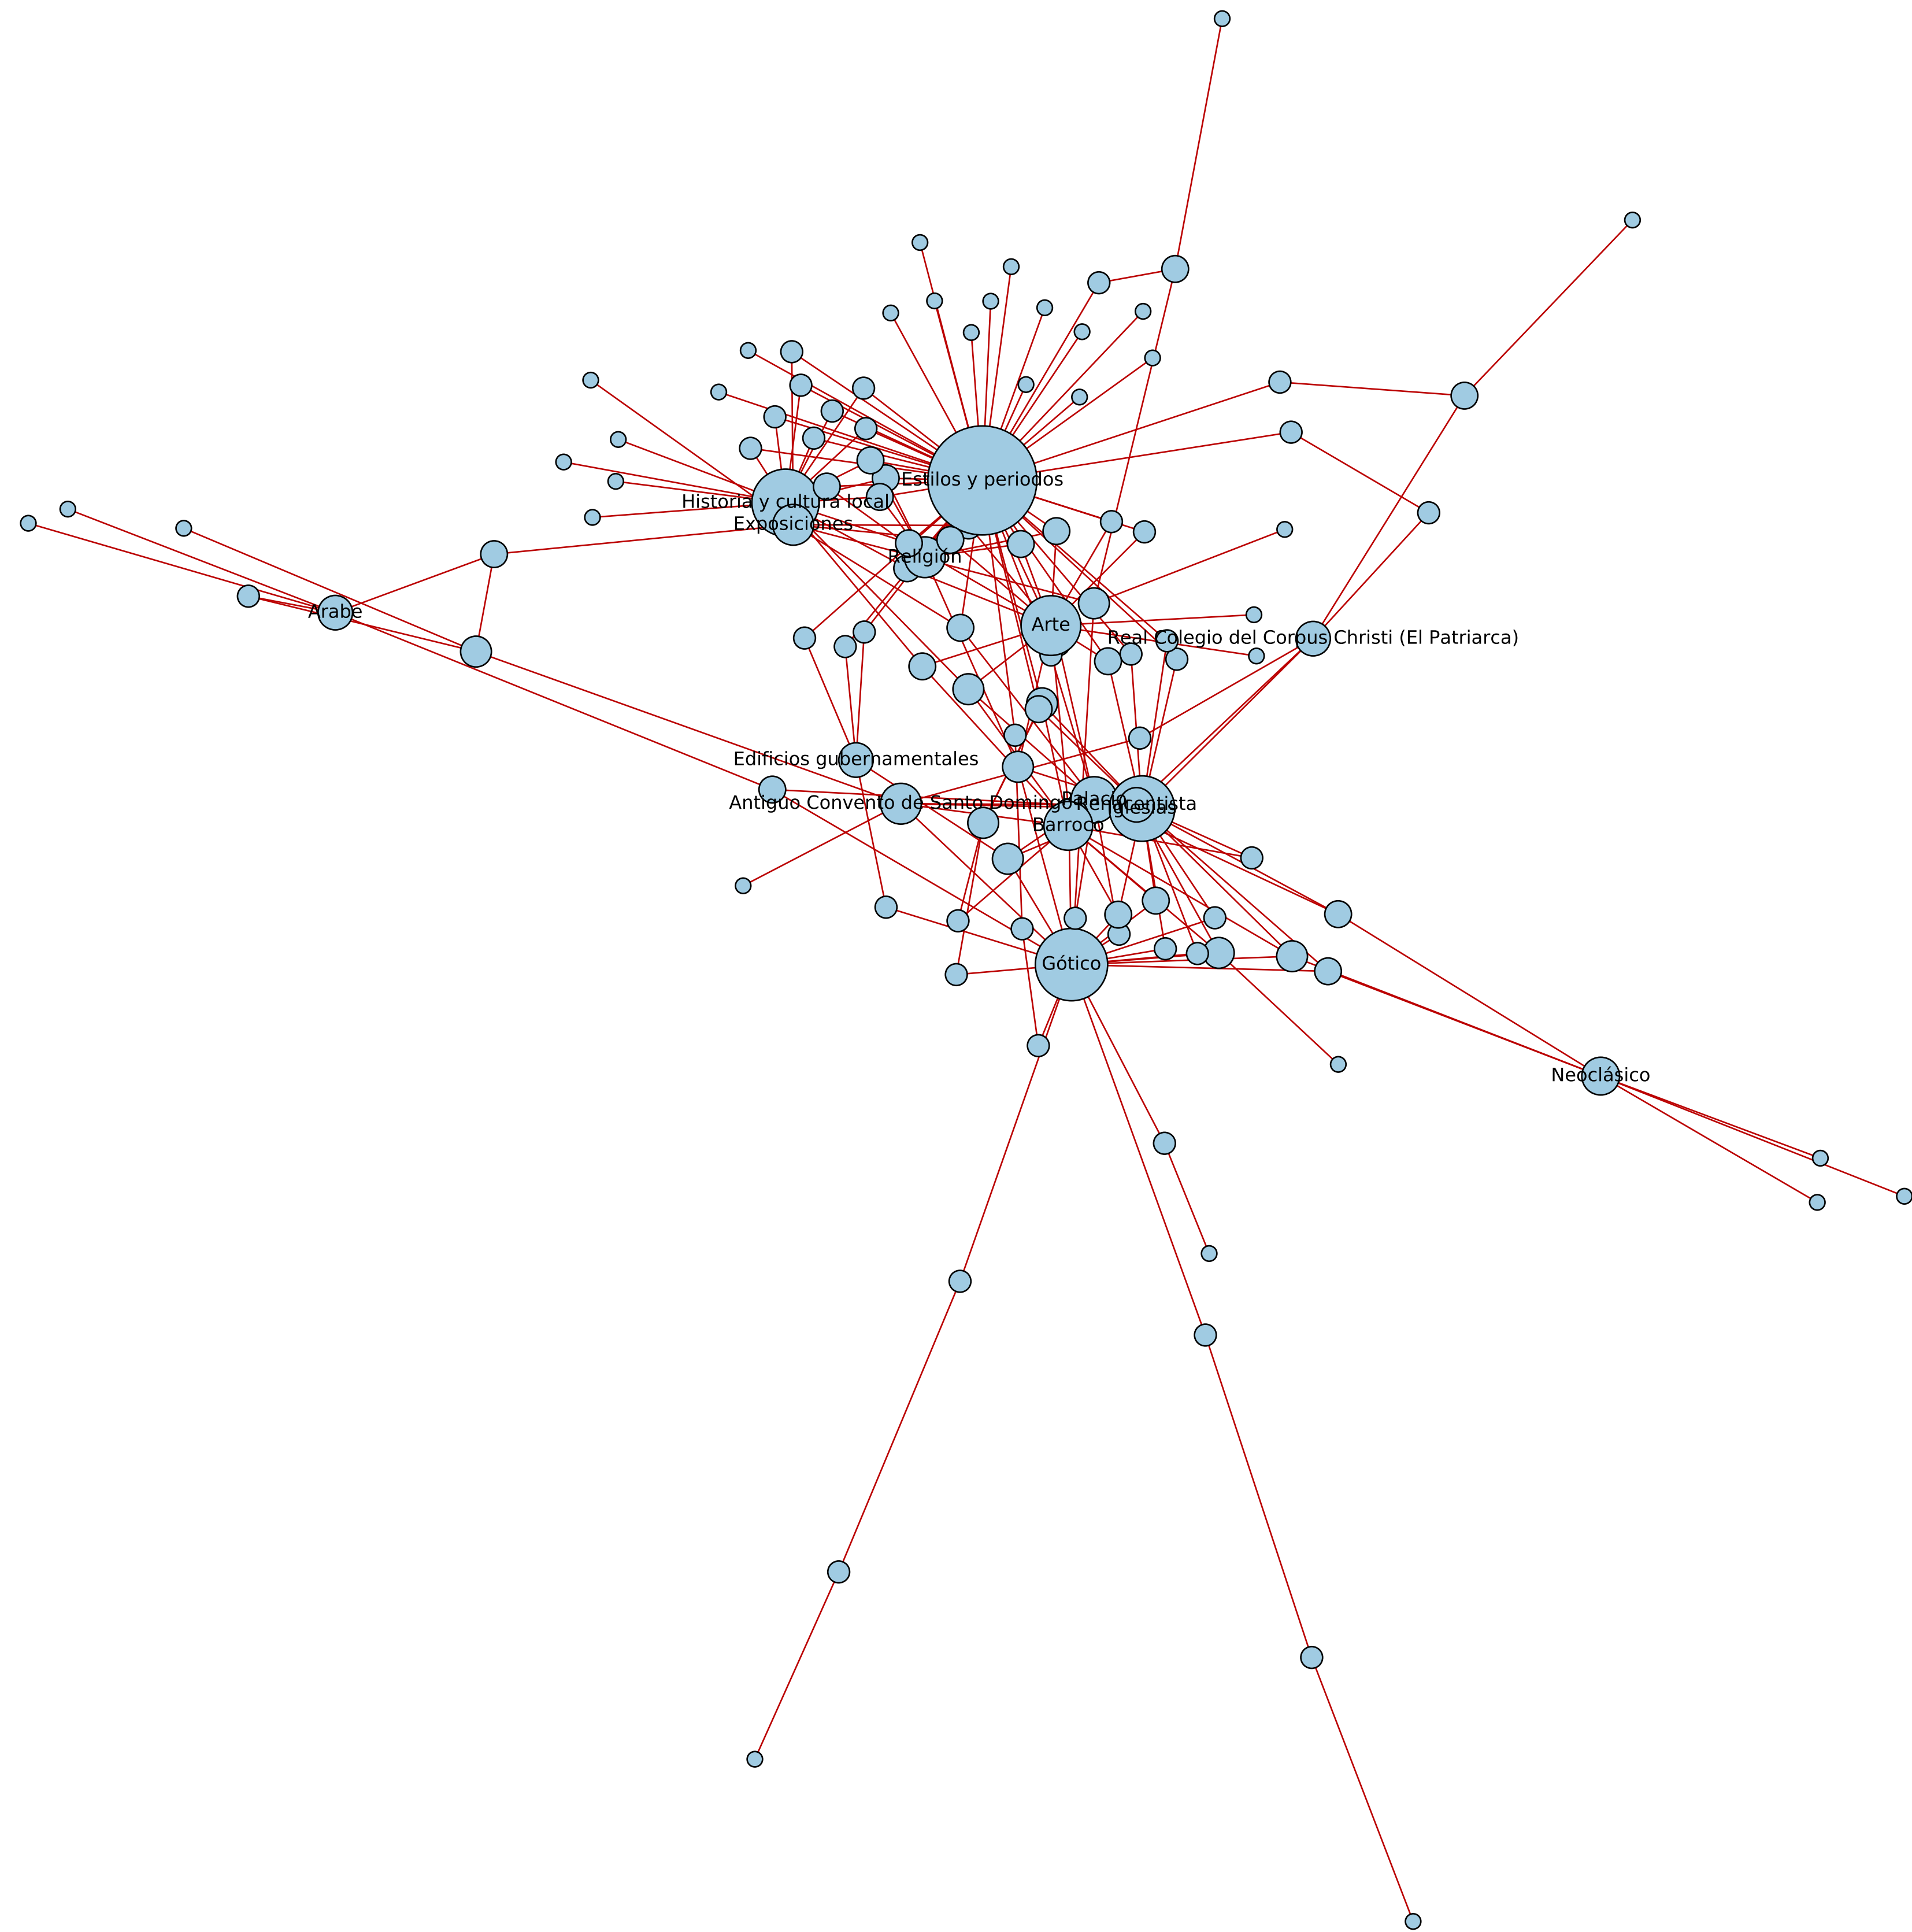 Estilos y periodos
Historia y cultura local
Exposiciones
Religión
Arabe
Arte
Real Colegio del Corpus Christi (El Patriarca)
Edificios gubernamentales
Antiguo Convento de Santo Domingo
Palacio
Renacentista
Iglesias
Barroco
Gótico
Neoclásico